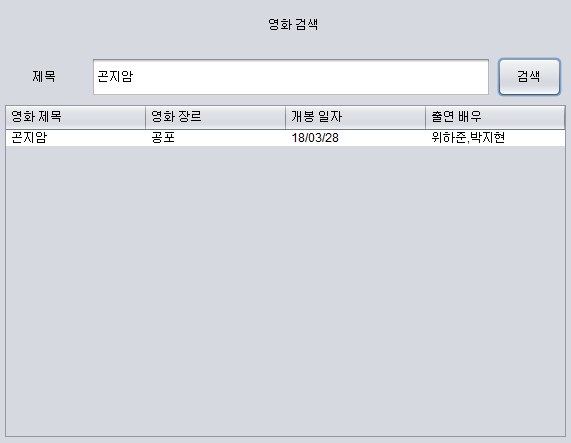 영화 검색
제목 곤지암 검색
영화 제목 영화 장르 개봉 일자 출연 배우
곤지암 공포 18/03/28 위하준,박지현